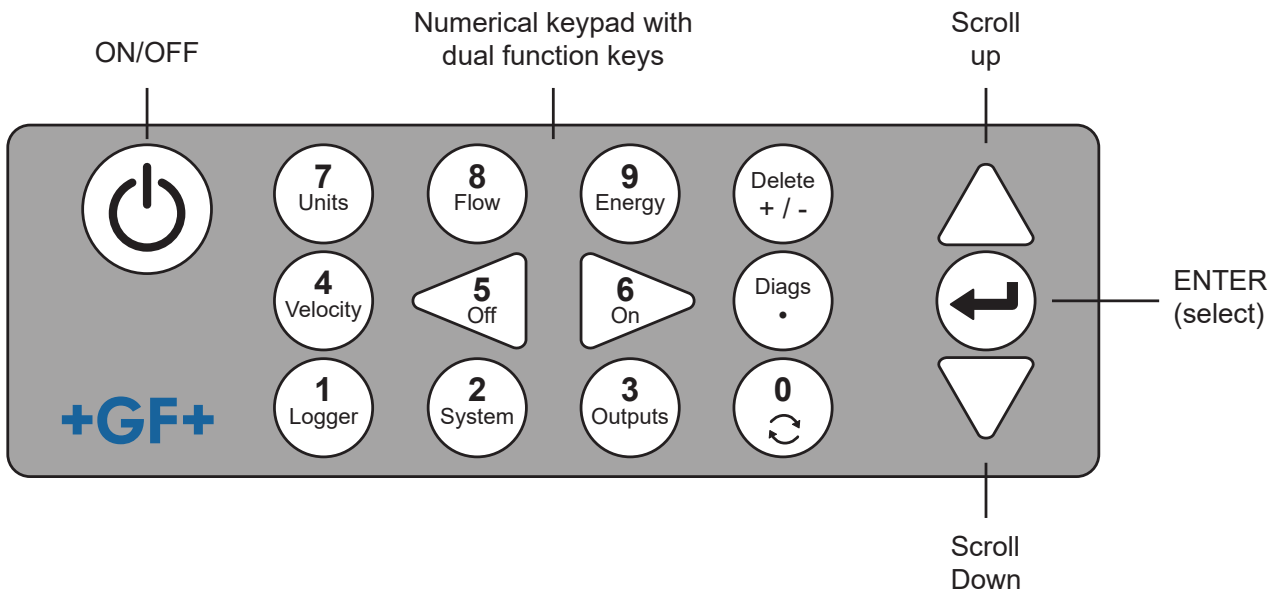 ON/OFF
Numerical keypad with
dual function keys
Scroll
up
7
Units
8
Flow
9
Energy
Delete
+ / -
4
Velocity
5
Off
6
On
Diags
•
ENTER
(select)
1
Logger
2
System
3
Outputs
0
+GF+
Scroll
Down